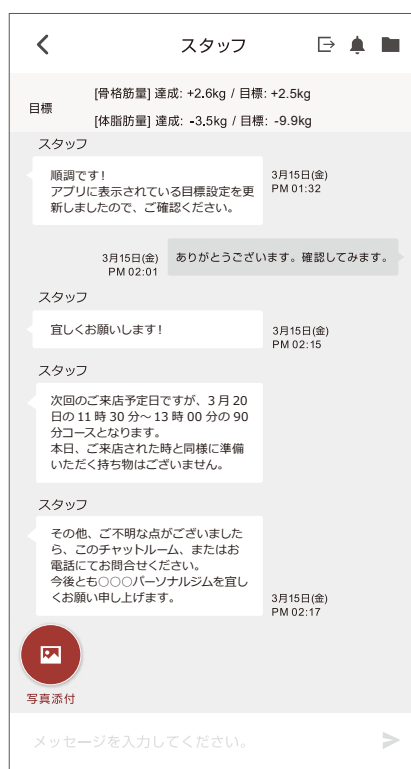 スタッフ
目標
[骨格筋量] 達成: +2.6kg / 目標: +2.5kg
[体脂肪量] 達成: -3.5kg / 目標: -9.9kg
スタッフ
順調です！
アプリに表示されている目標設定を更
新しましたので、ご確認ください。
3月15日(金)
PM 01:32
3月15日(金)
PM 02:01
ありがとうござい​ます。確認してみます。
スタッフ
宜しくお願いします！
3月15日(金)
PM 02:15
スタッフ
次回のご来店予定日ですが、3 月 20
日の 11 時 30 分～ 13 時 00 分の 90
分コースとなります。
本日、ご来店された時と同様に準備
いただく持ち物はございません。
スタッフ
その他、ご不明な点がございました
ら、このチャットルーム、またはお
電話にてお問合せください。
今後とも○○○パーソナルジムを宜し
くお願い申し上げます。
3月15日(金)
PM 02:17
写真添付
メッセージを入力してください。